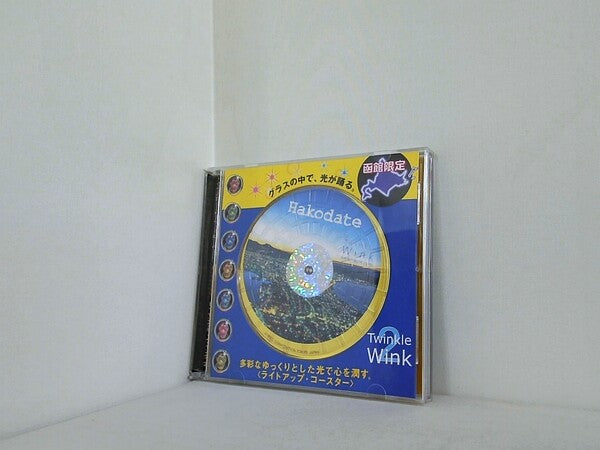 函館限定
グラスの中で、光が踊る。
Hakodate
Wink
2
Twinkle
Wink
多彩なゆっくりとした光で心を潤す。
〈ライトアップ・コースター〉